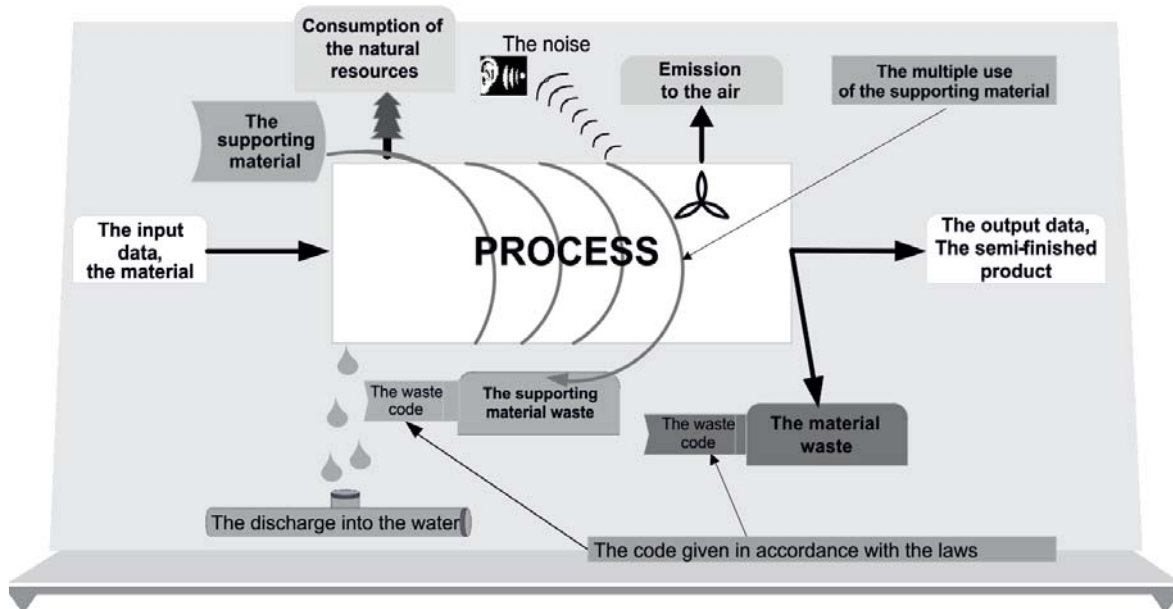 Consumption of
the natural
resources
The noise
Emission
to the air
The multiple use
of the supporting material
The
supporting
material
The input
data,
the material
PROCESS
The output data,
The semi-finished
product
The waste
code
The supporting
material waste
The waste
code
The material
waste
The discharge into the water
The code given in accordance with the laws